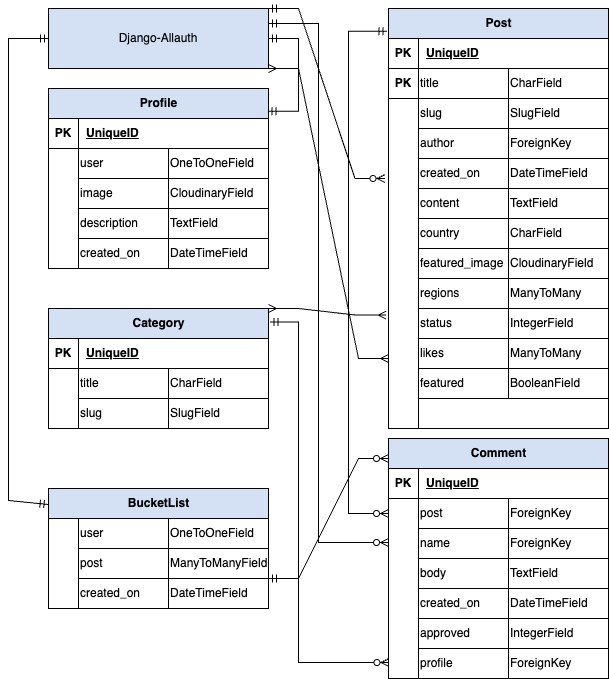 Django-Allauth
Profile
PK UniqueID
user OneToOneField
image CloudinaryField
description TextField
created_on DateTimeField
Category
PK UniqueID
title CharField
slug SlugField
BucketList
user OneToOneField
post ManyToManyField
created_on DateTimeField
Post
PK UniqueID
PK title CharField
slug SlugField
author ForeignKey
created_on DateTimeField
content TextField
country CharField
featured_image CloudinaryField
regions ManyToMany
status IntegerField
likes ManyToMany
featured BooleanField
Comment
PK UniqueID
post ForeignKey
name ForeignKey
body TextField
created_on DateTimeField
approved IntegerField
profile ForeignKey